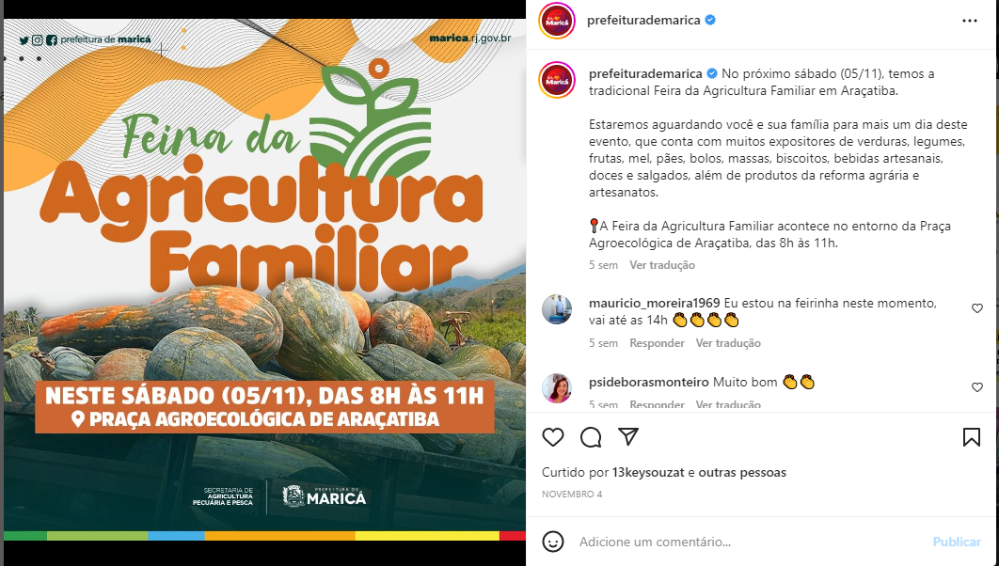 prefeitura de maricá
marica.rj.gov.br
Feira da
Agricultura
Familiar
NESTE SÁBADO (05/11), DAS 8H ÀS 11H
PRAÇA AGROECOLÓGICA DE ARAÇATIBA
SECRETARIA DE
AGRICULTURA
PECUÁRIA E PESCA
PREFEITURA DE
MARICÁ
Maricá
prefeiturademarica
Maricá
prefeiturademarica No próximo sábado (05/11), temos a
tradicional Feira da Agricultura Familiar em Araçatiba.
Estaremos aguardando você e sua família para mais um dia deste
evento, que conta com muitos expositores de verduras, legumes,
frutas, mel, pães, bolos, massas, biscoitos, bebidas artesanais,
doces e salgados, além de produtos da reforma agrária e
artesanatos.
📍A Feira da Agricultura Familiar acontece no entorno da Praça
Agroecológica de Araçatiba, das 8h às 11h.
5 sem Ver tradução
mauricio_moreira1969 Eu estou na feirinha neste momento,
vai até as 14h 👏👏👏👏
5 sem Responder Ver tradução
psideborasmonteiro Muito bom 👏👏
5 sem Responder Ver tradução
Curtido por 13keysouzat e outras pessoas
NOVEMBRO 4
Adicione um comentário...
Publicar